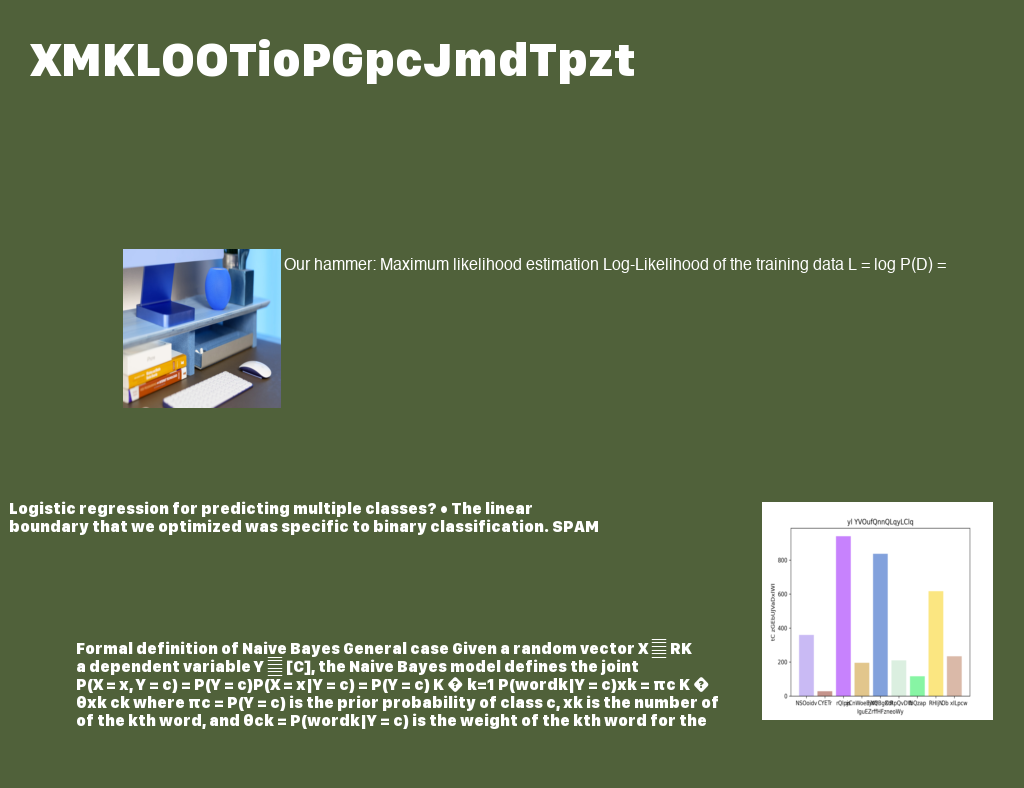 XMKLOOTioPGpcJmdTpzt
Our hammer: Maximum likelihood estimation Log-Likelihood of the training data L = log P(D) =
Logistic regression for predicting multiple classes? • The linear
boundary that we optimized was specific to binary classification. SPAM
yl YVOufQnnQLqyLClq
800
600
400
200
0
NSOoidv CYETr
Formal definition of Naive Bayes General case Given a random vector X RK
a dependent variable Y [C], the Naive Bayes model defines the joint
P(X = x, Y = c) = P(Y = c)P(X = x|Y = c) = P(Y = c) K � k=1 P(wordk|Y = c)xk = πc K �
θxk ck where πc = P(Y = c) is the prior probability of class c, xk is the number of
of the kth word, and θck = P(wordk|Y = c) is the weight of the kth word for the